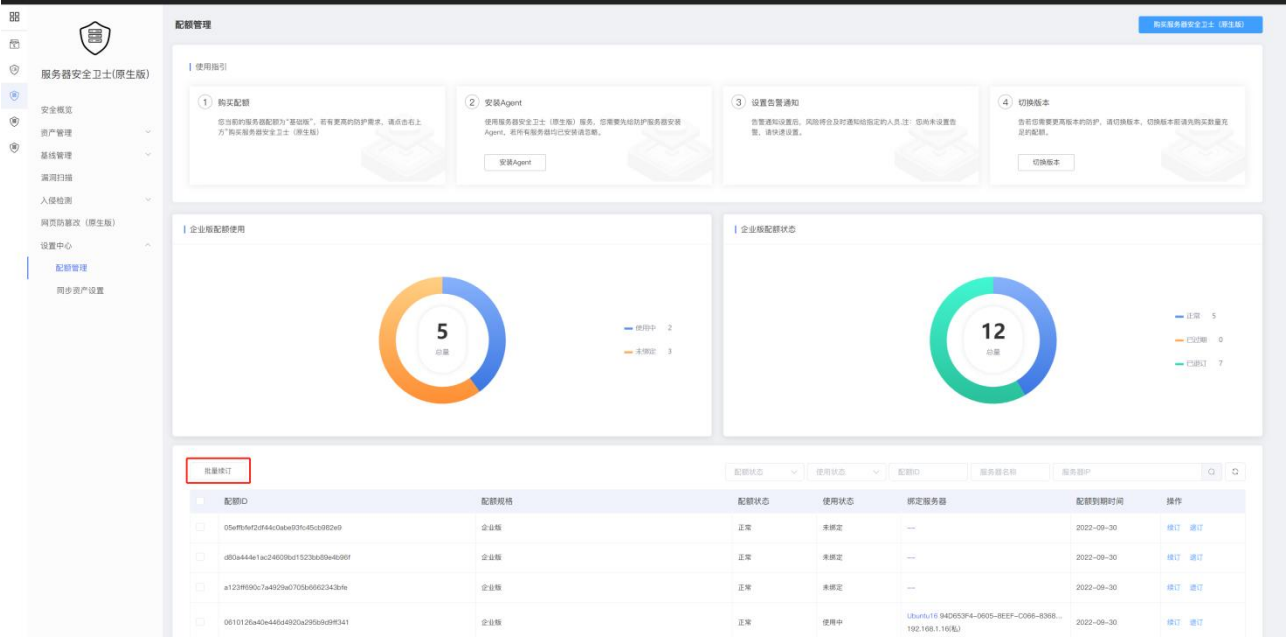 配额管理
购买服务器安全卫士（原生版）
服务器安全卫士(原生版)
安全概览
资产管理
基线管理
漏洞扫描
入侵检测
网页防篡改（原生版）
设置中心
配额管理
同步资产设置
使用指引
1 购买配额
您当前的服务器配额为“基础版”，若有更高的防护需求，请点击右上
方“购买服务器安全卫士（原生版）
2 安装Agent
使用服务器安全卫士（原生版）服务，您需要先给防护服务器安装
Agent，若所有服务器均已安装请忽略。
安装Agent
3 设置告警通知
告警通知设置后，风险将会及时通知给指定的人员.注：您尚未设置告
警，请快速设置。
4 切换版本
告若您需要更高版本的防护，请切换版本，切换版本前请先购买数量充
足的配额。
切换版本
企业版配额使用
5
总量
使用中 2
未绑定 3
企业版配额状态
12
总量
正常 5
已过期 0
已退订 7
批量续订
配额状态 使用状态 配额ID 服务器名称 服务器IP
配额ID 配额规格 配额状态 使用状态 绑定服务器 配额到期时间 操作
05effbfef2df44c0abe93fc45cb982e9 企业版 正常 未绑定 --- 2022-09-30 续订 退订
d80a444e1ac24609bd1523bb89e4b96f 企业版 正常 未绑定 --- 2022-09-30 续订 退订
a123ff690c7a4929a0705b6662343bfe 企业版 正常 未绑定 --- 2022-09-30 续订 退订
0610126a40e446d4920a295b9d9ff341 企业版 正常 使用中 Ubuntu16 94D653F4-0605-8EEF-C066-8368... 2022-09-30 续订 退订
192.168.1.16(私)